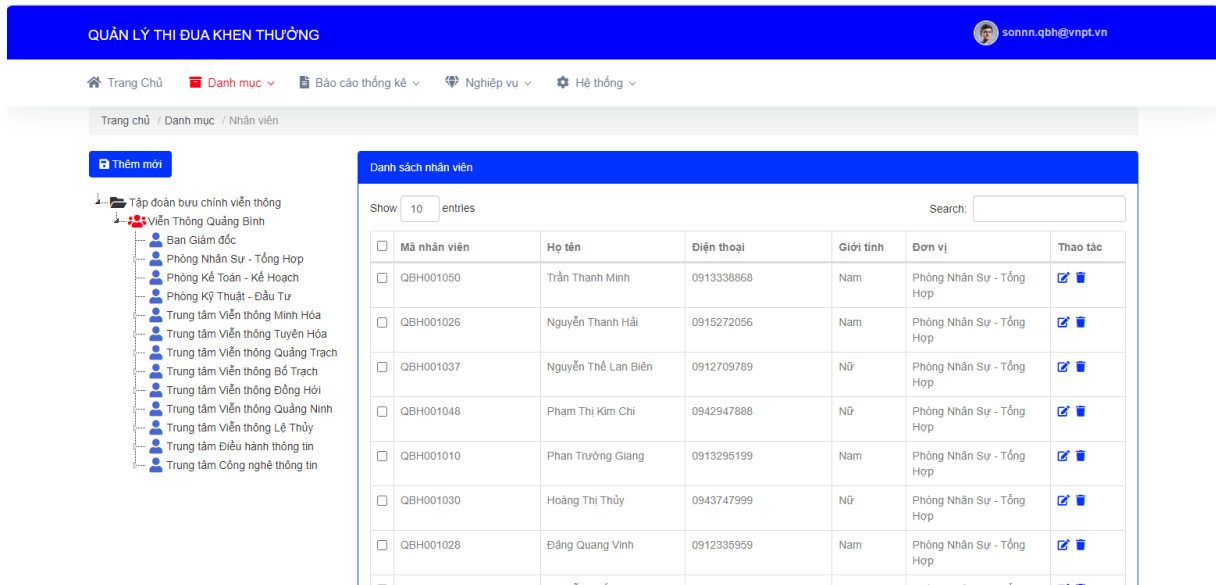 QUẢN LÝ THI ĐUA KHEN THƯỞNG
sonnn.qbh@vnpt.vn
Trang Chủ Danh mục Báo cáo thống kê Nghiệp vụ Hệ thống
Trang chủ / Danh mục / Nhân viên
Thêm mới
Tập đoàn bưu chính viễn thông
Viễn Thông Quảng Bình
Ban Giám đốc
Phòng Nhân Sự - Tổng Hợp
Phòng Kế Toán - Kế Hoạch
Phòng Kỹ Thuật - Đầu Tư
Trung tâm Viễn thông Minh Hóa
Trung tâm Viễn thông Tuyên Hóa
Trung tâm Viễn thông Quảng Trạch
Trung tâm Viễn thông Bố Trạch
Trung tâm Viễn thông Đồng Hới
Trung tâm Viễn thông Quảng Ninh
Trung tâm Viễn thông Lệ Thủy
Trung tâm Điều hành thông tin
Trung tâm Công nghệ thông tin
Danh sách nhân viên
Show 10 entries Search:
Mã nhân viên Họ tên Điện thoại Giới tính Đơn vị Thao tác
QBH001050 Trần Thanh Minh 0913338868 Nam Phòng Nhân Sự - Tổng
Hợp
QBH001026 Nguyễn Thanh Hải 0915272056 Nam Phòng Nhân Sự - Tổng
Hợp
QBH001037 Nguyễn Thế Lan Biên 0912709789 Nữ Phòng Nhân Sự - Tổng
Hợp
QBH001048 Phạm Thị Kim Chi 0942947888 Nữ Phòng Nhân Sự - Tổng
Hợp
QBH001010 Phan Trường Giang 0913295199 Nam Phòng Nhân Sự - Tổng
Hợp
QBH001030 Hoàng Thị Thủy 0943747999 Nữ Phòng Nhân Sự - Tổng
Hợp
QBH001028 Đặng Quang Vinh 0912335959 Nam Phòng Nhân Sự - Tổng
Hợp